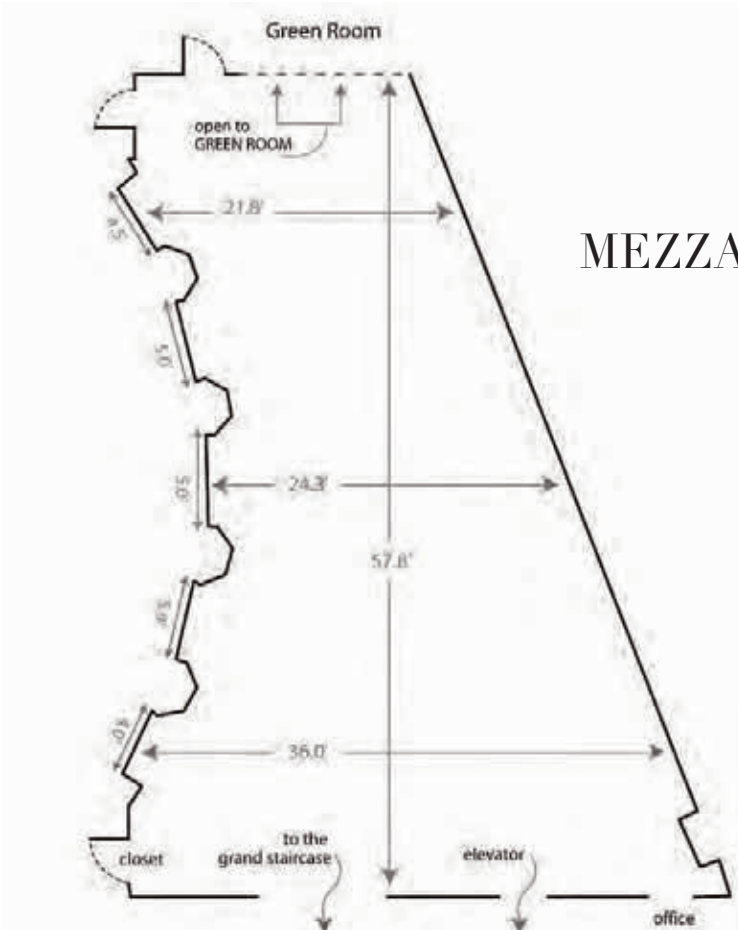 Green Room
open to
GREEN ROOM
21.8'
4.5'
MEZZA
5.0'
5.0'
24.3'
57.8'
5.0'
4.0'
36.0'
closet
to the
grand staircase
elevator
office